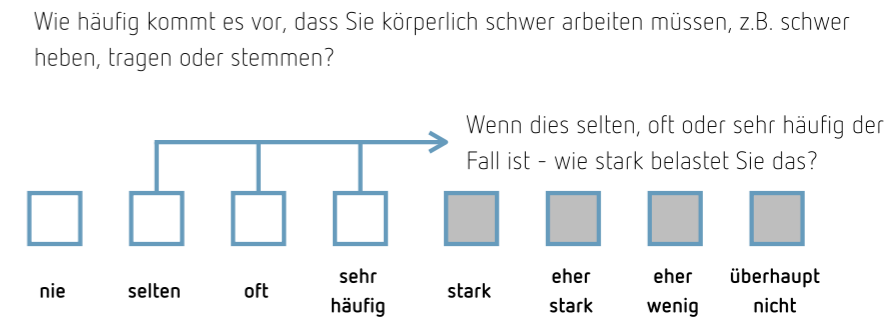 Wie häufig kommt es vor, dass Sie körperlich schwer arbeiten müssen, z.B. schwer
heben, tragen oder stemmen?
Wenn dies selten, oft oder sehr häufig der
Fall ist - wie stark belastet Sie das?
nie
selten
oft
sehr
häufig
stark
eher
stark
eher
wenig
überhaupt
nicht